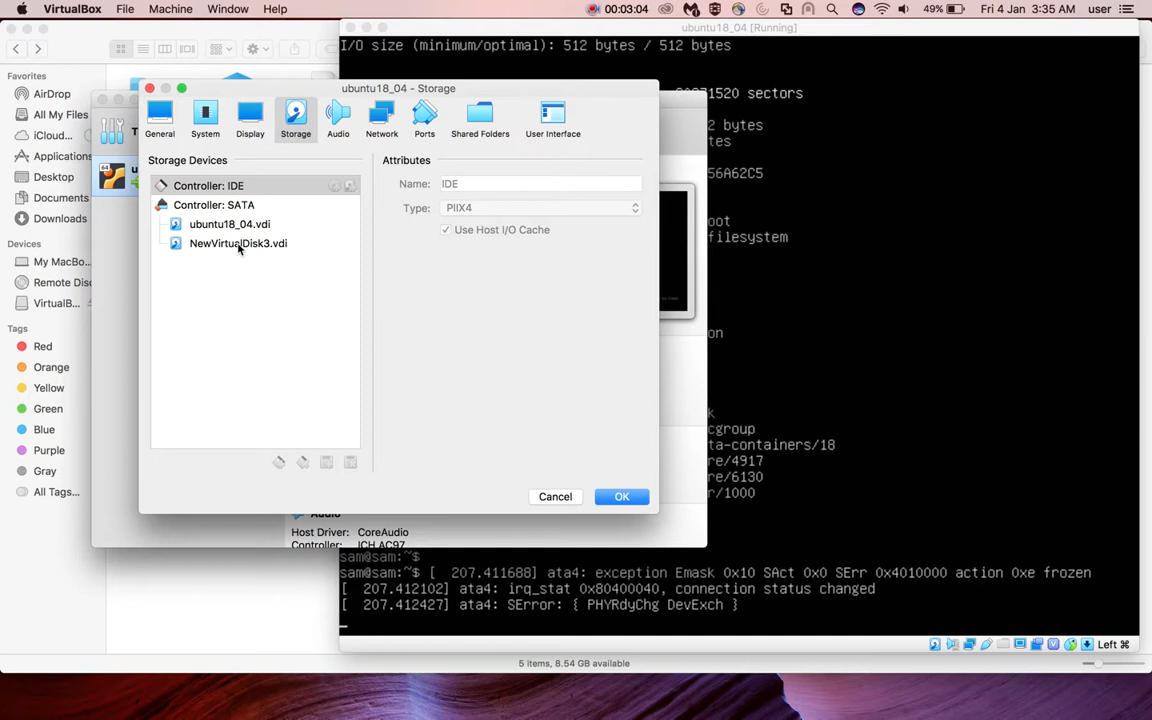 VirtualBox File Machine Window Help 00:03:04 49% Fri 4 Jan 3:35 AM user
ubuntu18_04 [Running]
Favorites
AirDrop
All My Files
iCloud...
Applications
Desktop
Documents
Downloads
Devices
My MacBo...
Remote Disc
VirtualB...
Tags
Red
Orange
Yellow
Green
Blue
Purple
Gray
All Tags...
64
ubuntu18_04 - Storage
General System Display Storage Audio Network Ports Shared Folders User Interface
Storage Devices
Controller: IDE
Controller: SATA
ubuntu18_04.vdi
NewVirtualDisk3.vdi
Attributes
Name: IDE
Type: PIIX4
Use Host I/O Cache
Cancel OK
Audio
Host Driver: CoreAudio
Controller: ICH AC97
I/O size (minimum/optimal): 512 bytes / 512 bytes
sectors
2 bytes
tes
56A62C5
oot
filesystem
on
k
cgroup
ta-containers/18
re/4917
re/6130
r/1000
sam@sam:~$
sam@sam:~$ [ 207.411688] ata4: exception Emask 0x10 SAct 0x0 SErr 0x4010000 action 0xe frozen
[ 207.412102] ata4: irq_stat 0x80400040, connection status changed
[ 207.412427] ata4: SError: { PHYRdyChg DevExch }
Left ⌘
5 items, 8.54 GB available